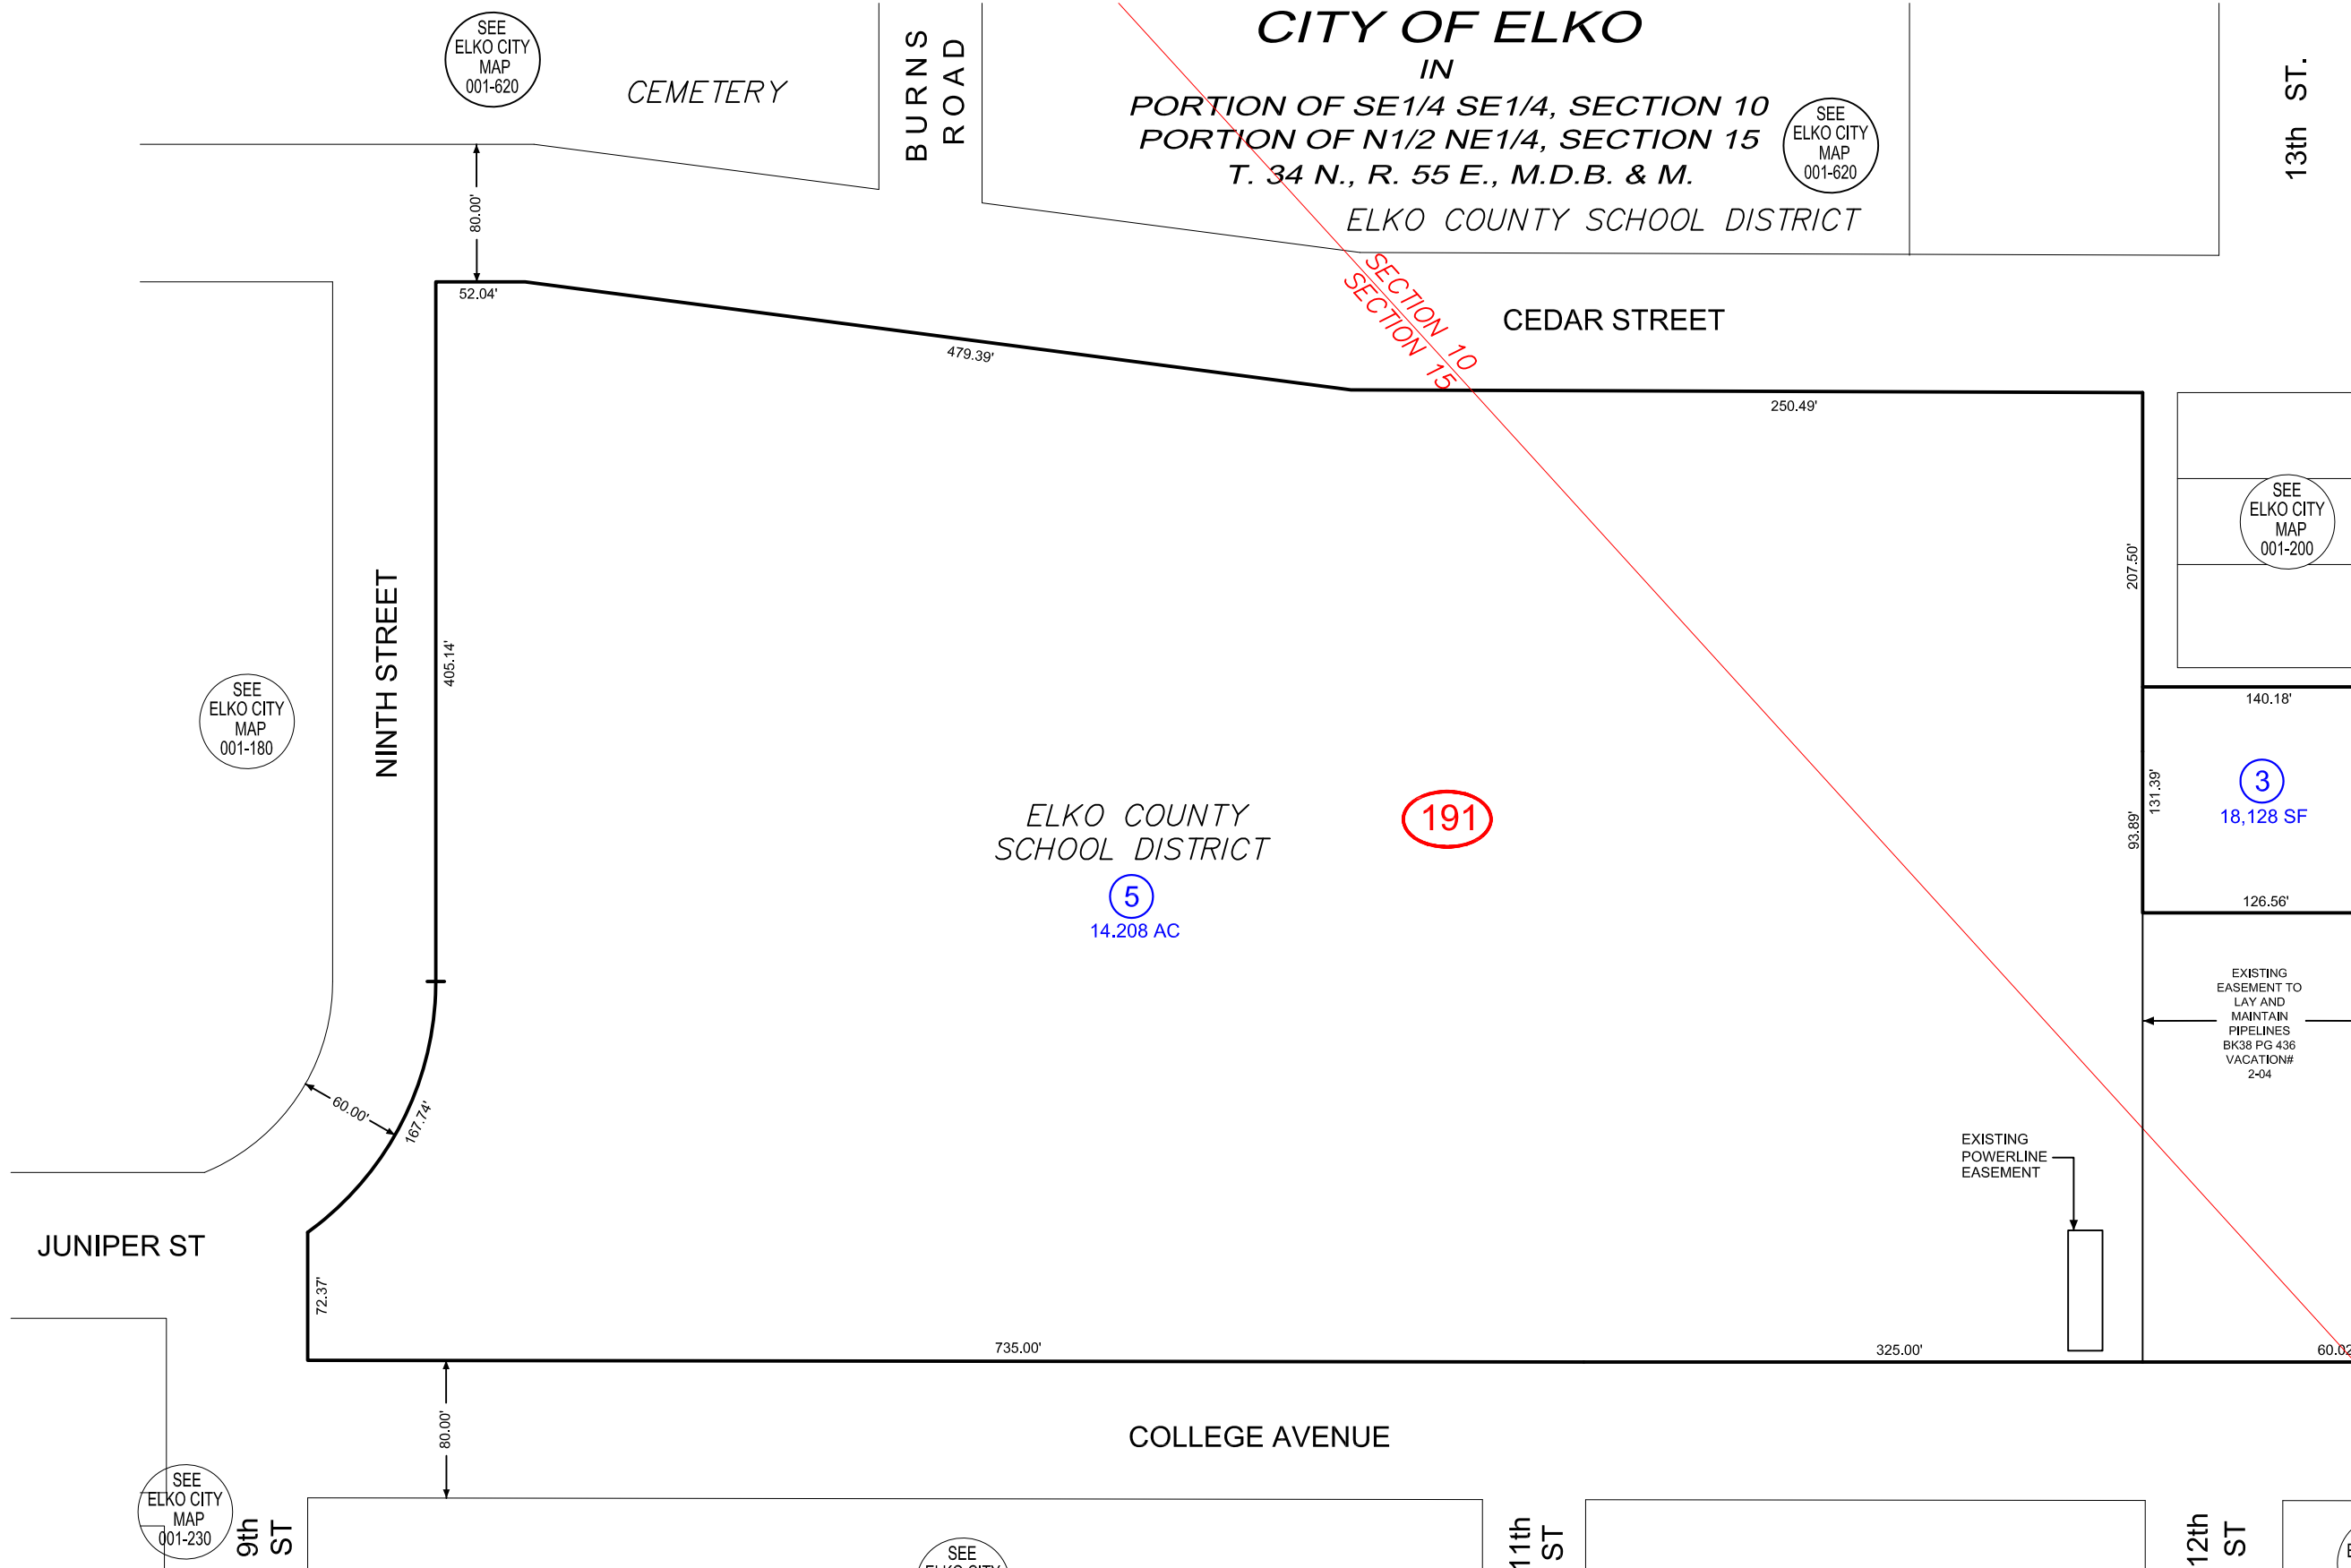 CITY OF ELKO
IN
PORTION OF SE1/4 SE1/4, SECTION 10
PORTION OF N1/2 NE1/4, SECTION 15
T. 34 N., R. 55 E., M.D.B. & M.
ELKO COUNTY SCHOOL DISTRICT
SEE
ELKO CITY
MAP
001-620
CEMETERY
BURNS
ROAD
SEE
ELKO CITY
MAP
001-620
13th ST.
80.00'
52.04'
479.39'
SECTION 10
SECTION 15
CEDAR STREET
250.49'
SEE
ELKO CITY
MAP
001-200
207.50'
NINTH STREET
405.14'
SEE
ELKO CITY
MAP
001-180
140.18'
3
18,128 SF
131.39'
93.89'
126.56'
ELKO COUNTY
SCHOOL DISTRICT
191
5
14.208 AC
EXISTING
EASEMENT TO
LAY AND
MAINTAIN
PIPELINES
BK38 PG 436
VACATION#
2-04
60.00'
167.74'
EXISTING
POWERLINE
EASEMENT
JUNIPER ST
72.37'
735.00'
325.00'
60.02
80.00'
COLLEGE AVENUE
SEE
ELKO CITY
MAP
001-230
9th
ST
SEE
ELKO CITY
11th
ST
12th
ST